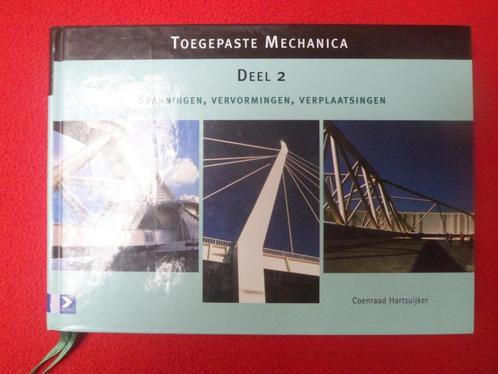 Toegepaste Mechanica
Deel 2
Spanningen, vervormingen, verplaatsingen
Coenraad Hartsuijker